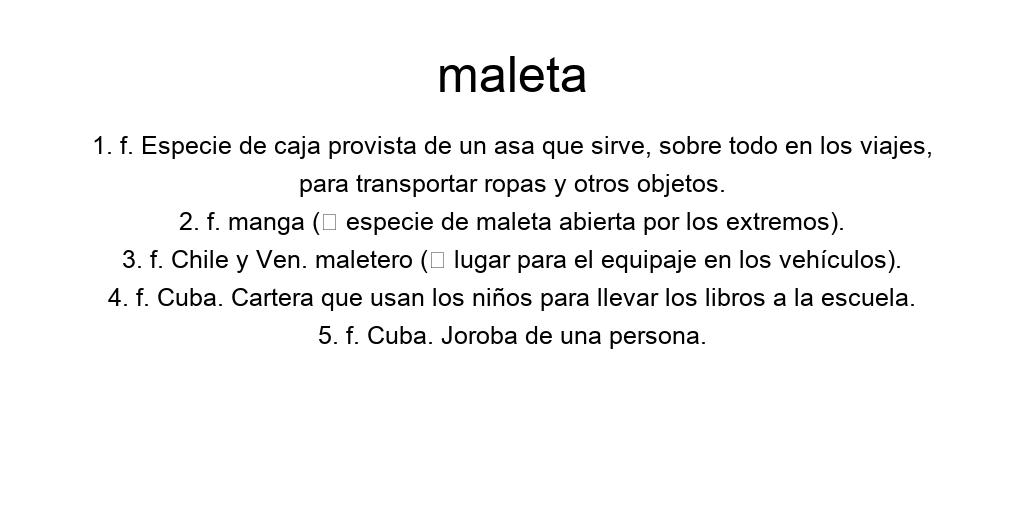 maleta
1. f. Especie de caja provista de un asa que sirve, sobre todo en los viajes,
para transportar ropas y otros objetos.
2. f. manga (□ especie de maleta abierta por los extremos).
3. f. Chile y Ven. maletero (□ lugar para el equipaje en los vehículos).
4. f. Cuba. Cartera que usan los niños para llevar los libros a la escuela.
5. f. Cuba. Joroba de una persona.